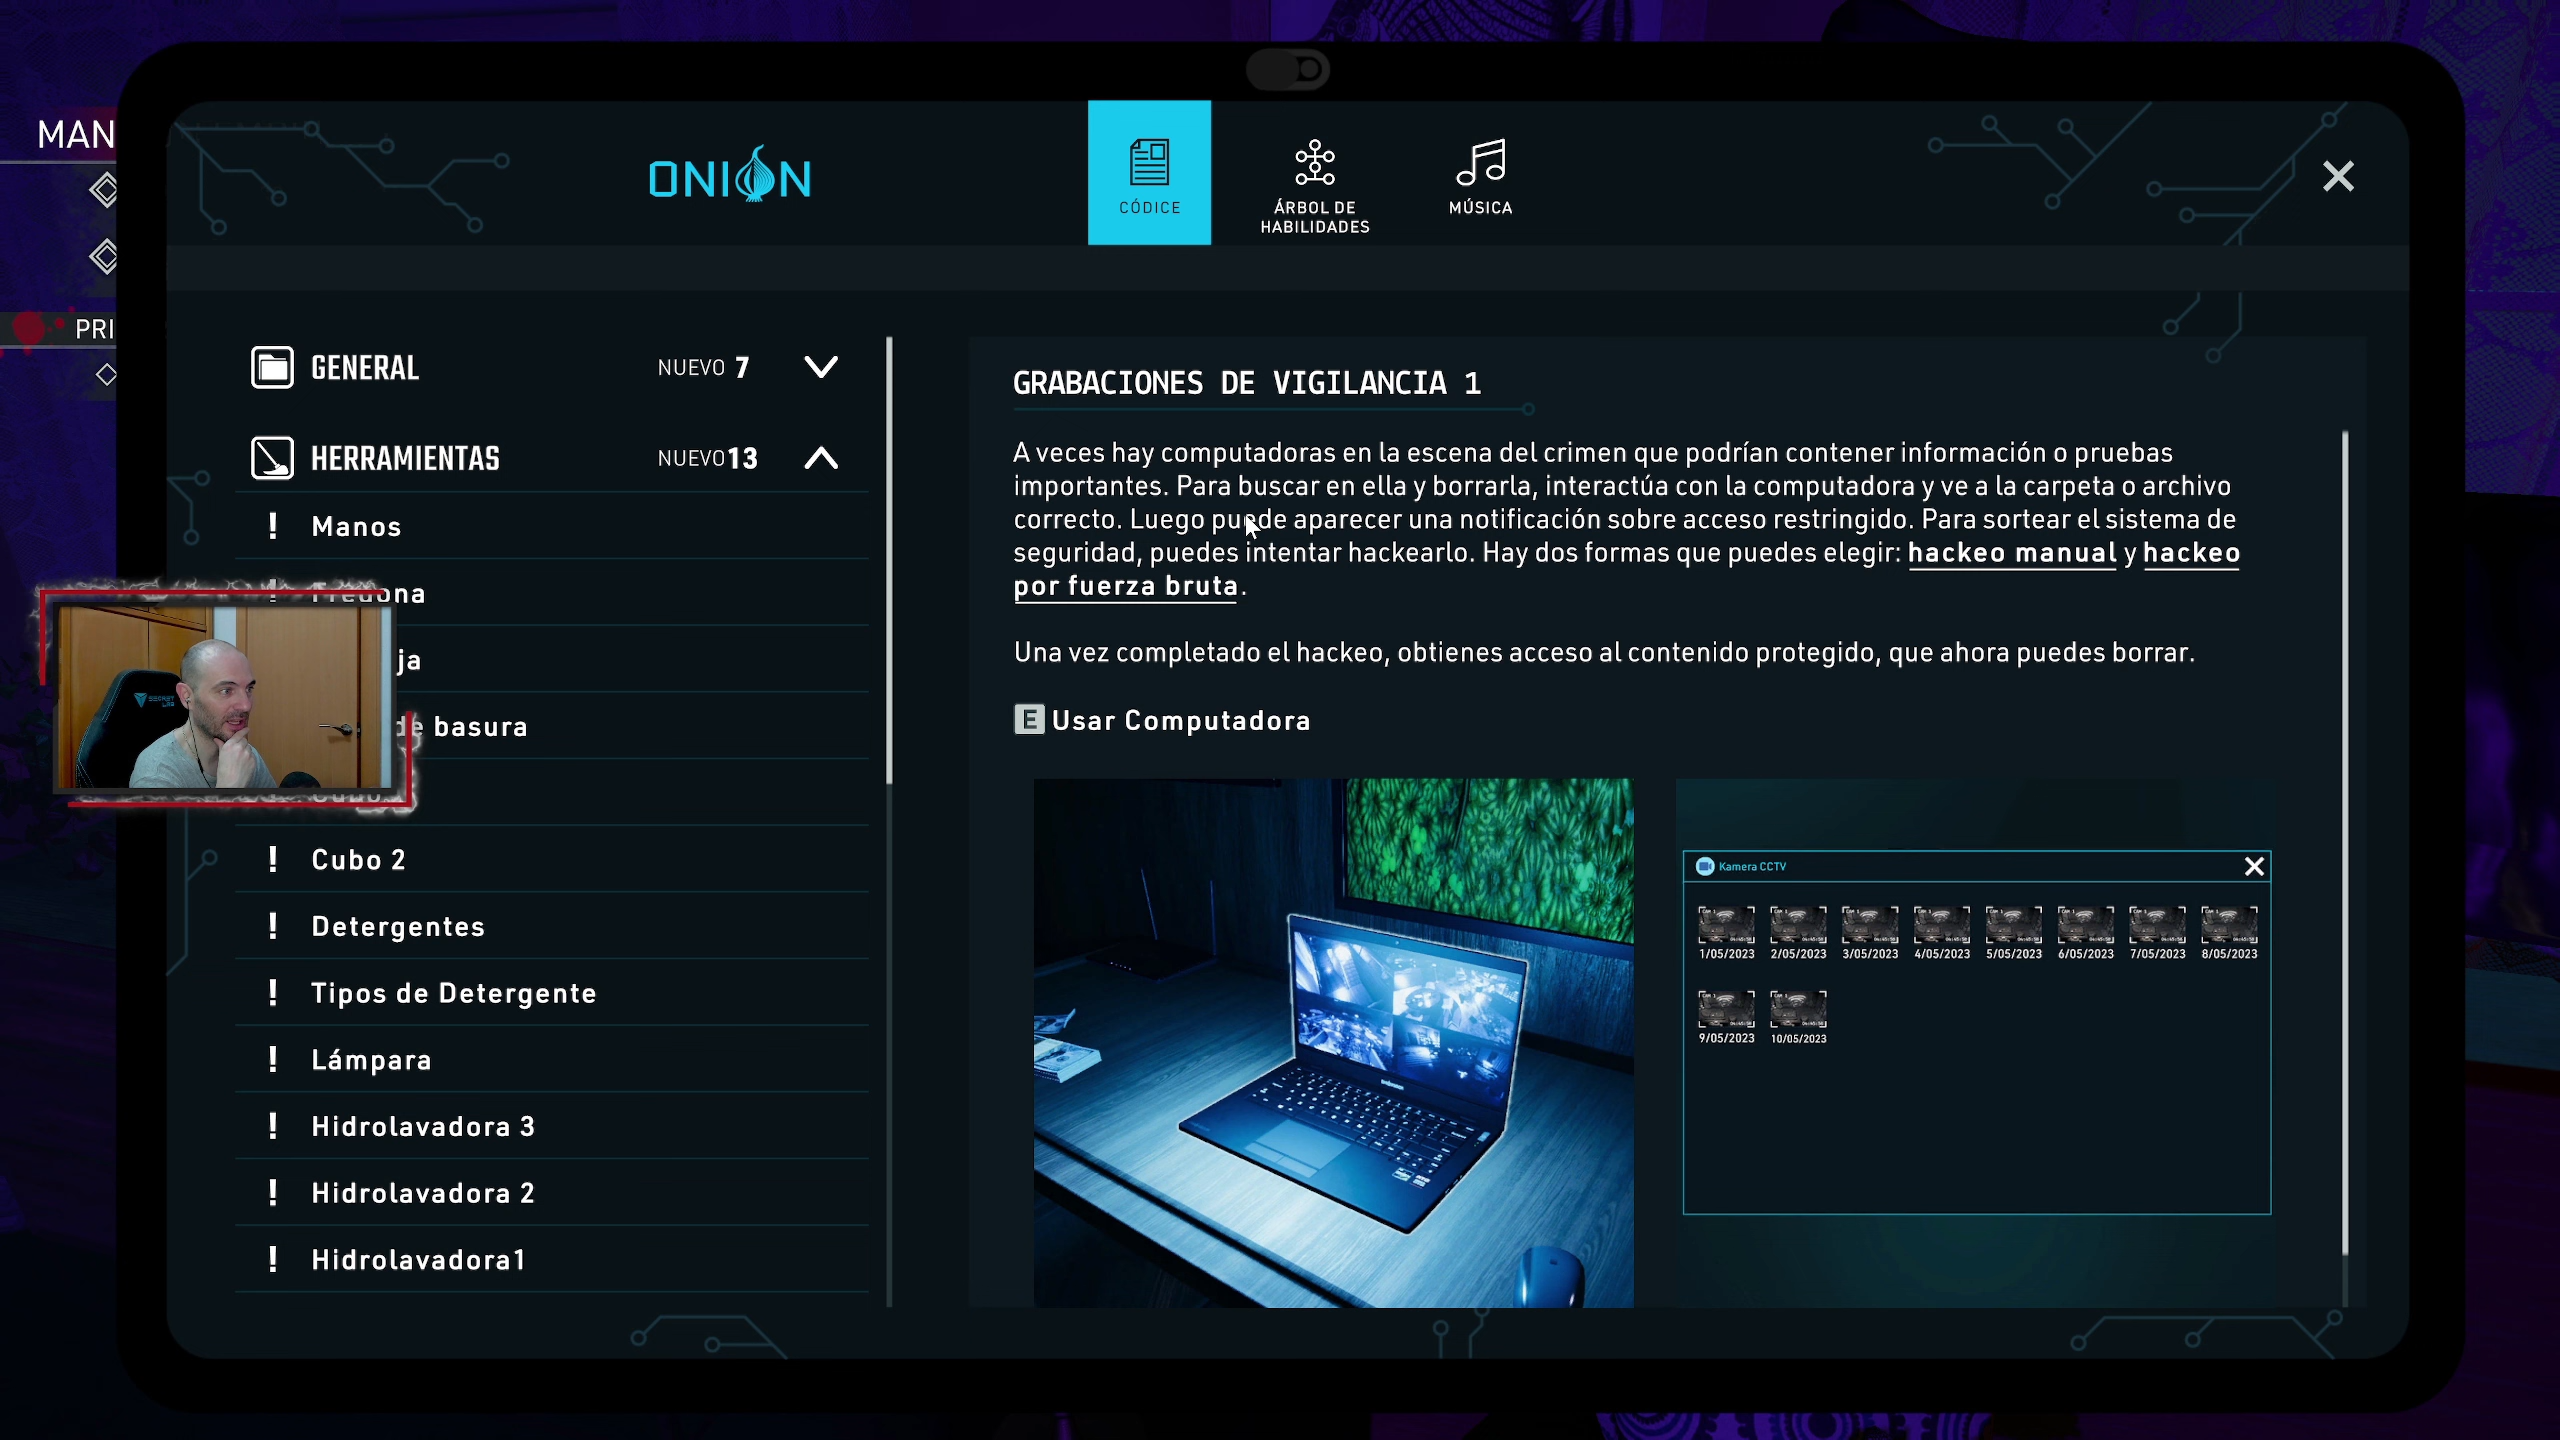 MAN
PRI
ONION
CÓDICE
ÁRBOL DE
HABILIDADES
MÚSICA
GENERAL
NUEVO 7
HERRAMIENTAS
NUEVO 13
! Manos
ja
de basura
! Cubo 2
! Detergentes
! Tipos de Detergente
! Lámpara
! Hidrolavadora 3
! Hidrolavadora 2
! Hidrolavadora1
GRABACIONES DE VIGILANCIA 1
A veces hay computadoras en la escena del crimen que podrían contener información o pruebas
importantes. Para buscar en ella y borrarla, interactúa con la computadora y ve a la carpeta o archivo
correcto. Luego puede aparecer una notificación sobre acceso restringido. Para sortear el sistema de
seguridad, puedes intentar hackearlo. Hay dos formas que puedes elegir: hackeo manual y hackeo
por fuerza bruta.
Una vez completado el hackeo, obtienes acceso al contenido protegido, que ahora puedes borrar.
E Usar Computadora
Kamera CCTV
1/05/2023 2/05/2023 3/05/2023 4/05/2023 5/05/2023 6/05/2023 7/05/2023 8/05/2023
9/05/2023 10/05/2023